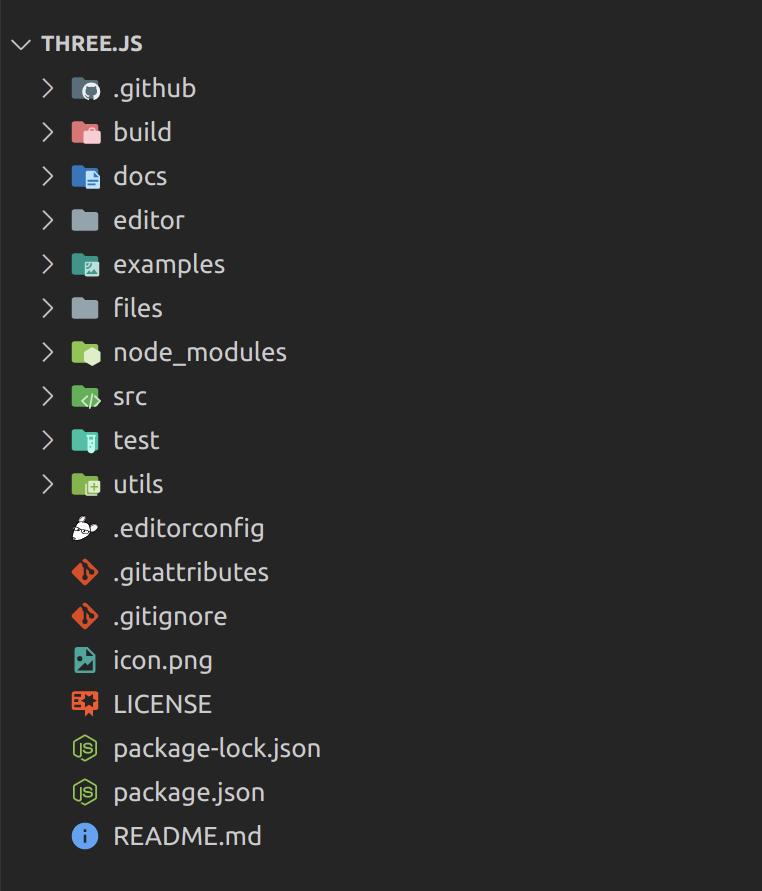 THREE.JS
.github
build
docs
editor
examples
files
node_modules
src
test
utils
.editorconfig
.gitattributes
.gitignore
icon.png
LICENSE
package-lock.json
package.json
README.md